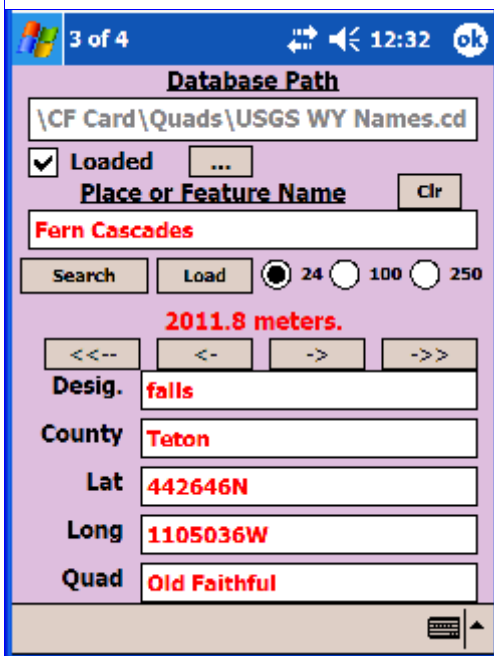 3 of 4 12:32 ok
Database Path
\CF Card\Quads\USGS WY Names.cd
Loaded ...
Place or Feature Name Clr
Fern Cascades
Search Load 24 100 250
2011.8 meters.
<<-- <- -> ->>
Desig. falls
County Teton
Lat 442646N
Long 1105036W
Quad Old Faithful